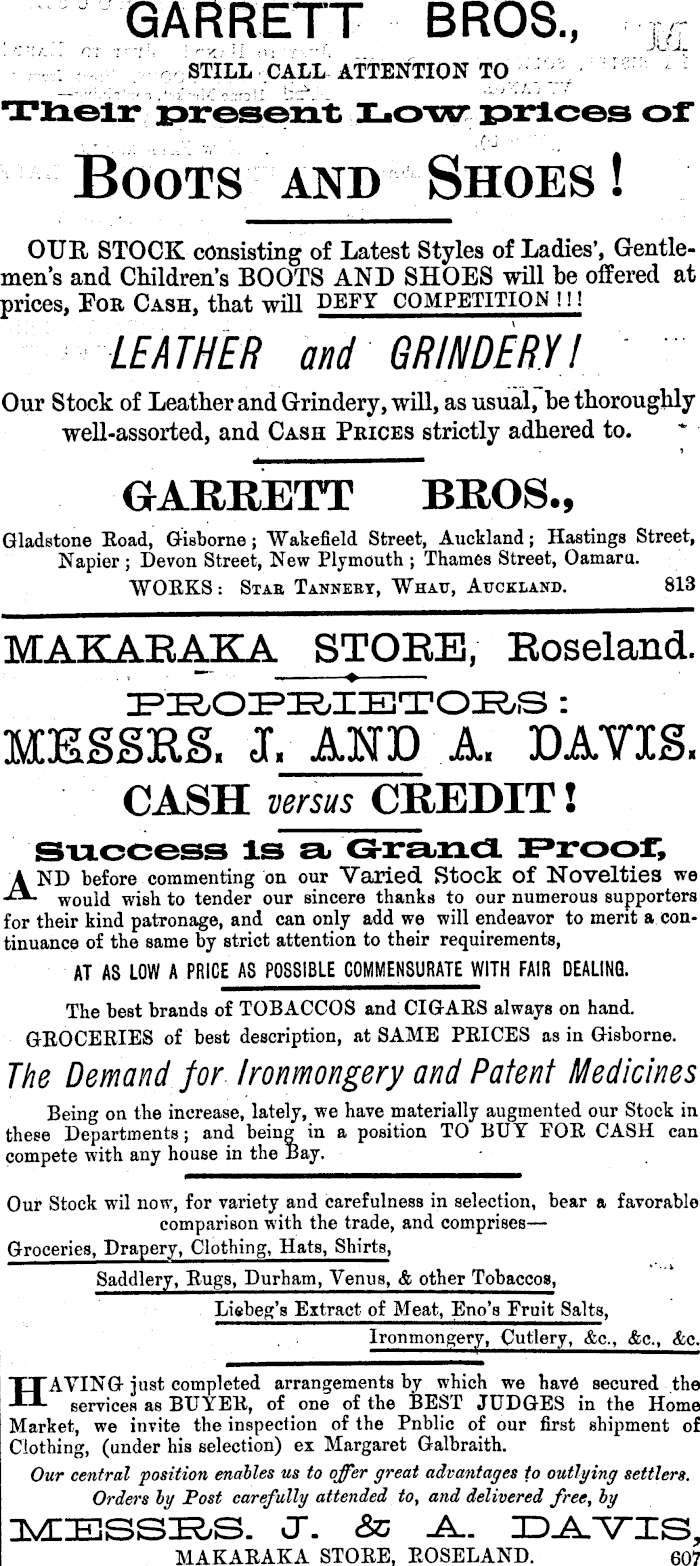 GARRETT BROS.,
STILL CALL ATTENTION TO
Their present Low prices of
BOOTS AND SHOES!
OUR STOCK consisting of Latest Styles of Ladies', Gentle-
men's and Children's BOOTS AND SHOES will be offered at
prices, FOR CASH, that will DEFY COMPETITION!!!
LEATHER and GRINDERY!
Our Stock of Leather and Grindery, will, as usual, be thoroughly
well-assorted, and CASH PRICES strictly adhered to.
GARRETT BROS.,
Gladstone Road, Gisborne; Wakefield Street, Auckland; Hastings Street,
Napier; Devon Street, New Plymouth; Thames Street, Oamaru.
WORKS: STAR TANNERY, WHAU, AUCKLAND. 813
MAKARAKA STORE, Roseland.
PROPRIETORS:
MESSRS. J. AND A. DAVIS.
CASH versus CREDIT!
Success is a Grand Proof,
AND before commenting on our Varied Stock of Novelties we
would wish to tender our sincere thanks to our numerous supporters
for their kind patronage, and can only add we will endeavor to merit a con-
tinuance of the same by strict attention to their requirements,
AT AS LOW A PRICE AS POSSIBLE COMMENSURATE WITH FAIR DEALING.
The best brands of TOBACCOS and CIGARS always on hand.
GROCERIES of best description, at SAME PRICES as in Gisborne.
The Demand for Ironmongery and Patent Medicines
Being on the increase, lately, we have materially augmented our Stock in
these Departments; and being in a position TO BUY FOR CASH can
compete with any house in the Bay.
Our Stock wil now, for variety and carefulness in selection, bear a favorable
comparison with the trade, and comprises—
Groceries, Drapery, Clothing, Hats, Shirts,
Saddlery, Rugs, Durham, Venus, & other Tobaccos,
Liebeg's Extract of Meat, Eno's Fruit Salts,
Ironmongery, Cutlery, &c., &c., &c.
HAVING just completed arrangements by which we have secured the
services as BUYER, of one of the BEST JUDGES in the Home
Market, we invite the inspection of the Pnblic of our first shipment of
Clothing, (under his selection) ex Margaret Galbraith.
Our central position enables us to offer great advantages to outlying settlers.
Orders by Post carefully attended to, and delivered free, by
MESSRS. J. & A. DAVIS,
MAKARAKA STORE, ROSELAND. 607